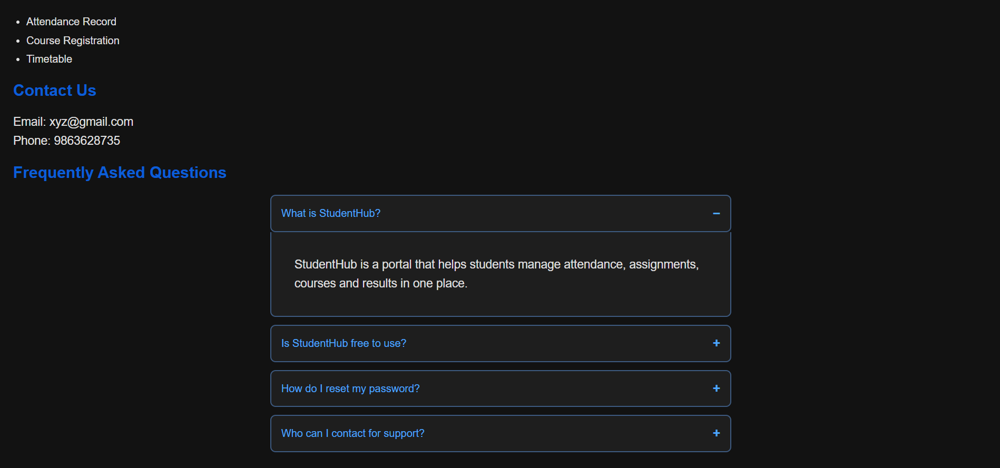 • Attendance Record
• Course Registration
• Timetable
Contact Us
Email: xyz@gmail.com
Phone: 9863628735
Frequently Asked Questions
What is StudentHub? −
StudentHub is a portal that helps students manage attendance, assignments,
courses and results in one place.
Is StudentHub free to use? +
How do I reset my password? +
Who can I contact for support? +